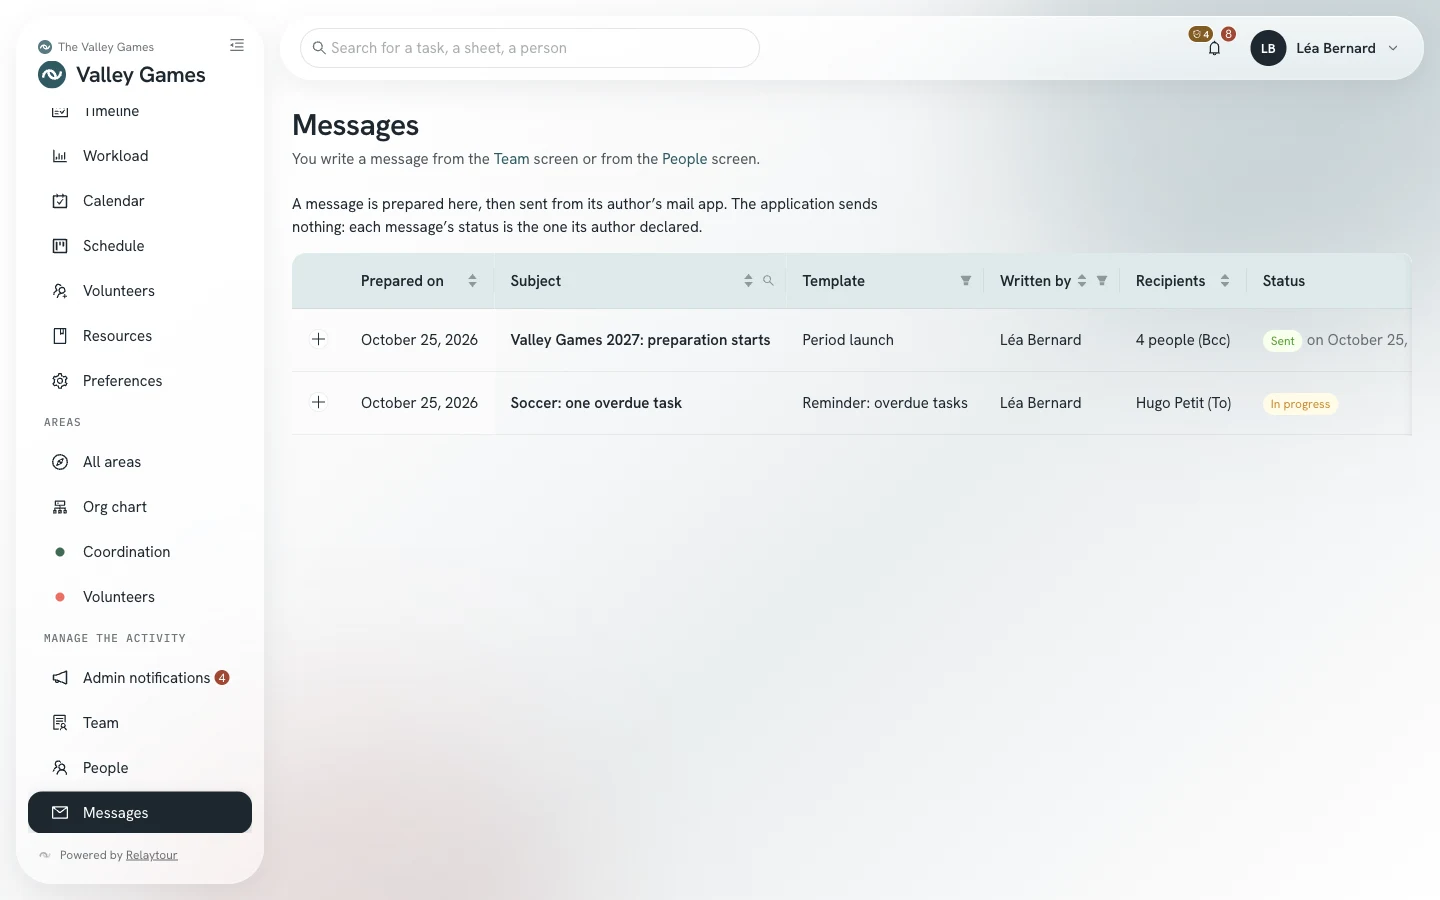 The Valley Games
Valley Games
Timeline
Workload
Calendar
Schedule
Volunteers
Resources
Preferences
AREAS
All areas
Org chart
Coordination
Volunteers
MANAGE THE ACTIVITY
Admin notifications 4
Team
People
Messages
Powered by Relaytour
Search for a task, a sheet, a person
4
8
LB
Léa Bernard
Messages
You write a message from the Team screen or from the People screen.
A message is prepared here, then sent from its author’s mail app. The application sends
nothing: each message’s status is the one its author declared.
Prepared on Subject Template Written by Recipients Status
October 25, 2026 Valley Games 2027: preparation starts Period launch Léa Bernard 4 people (Bcc) Sent on October 25,
October 25, 2026 Soccer: one overdue task Reminder: overdue tasks Léa Bernard Hugo Petit (To) In progress